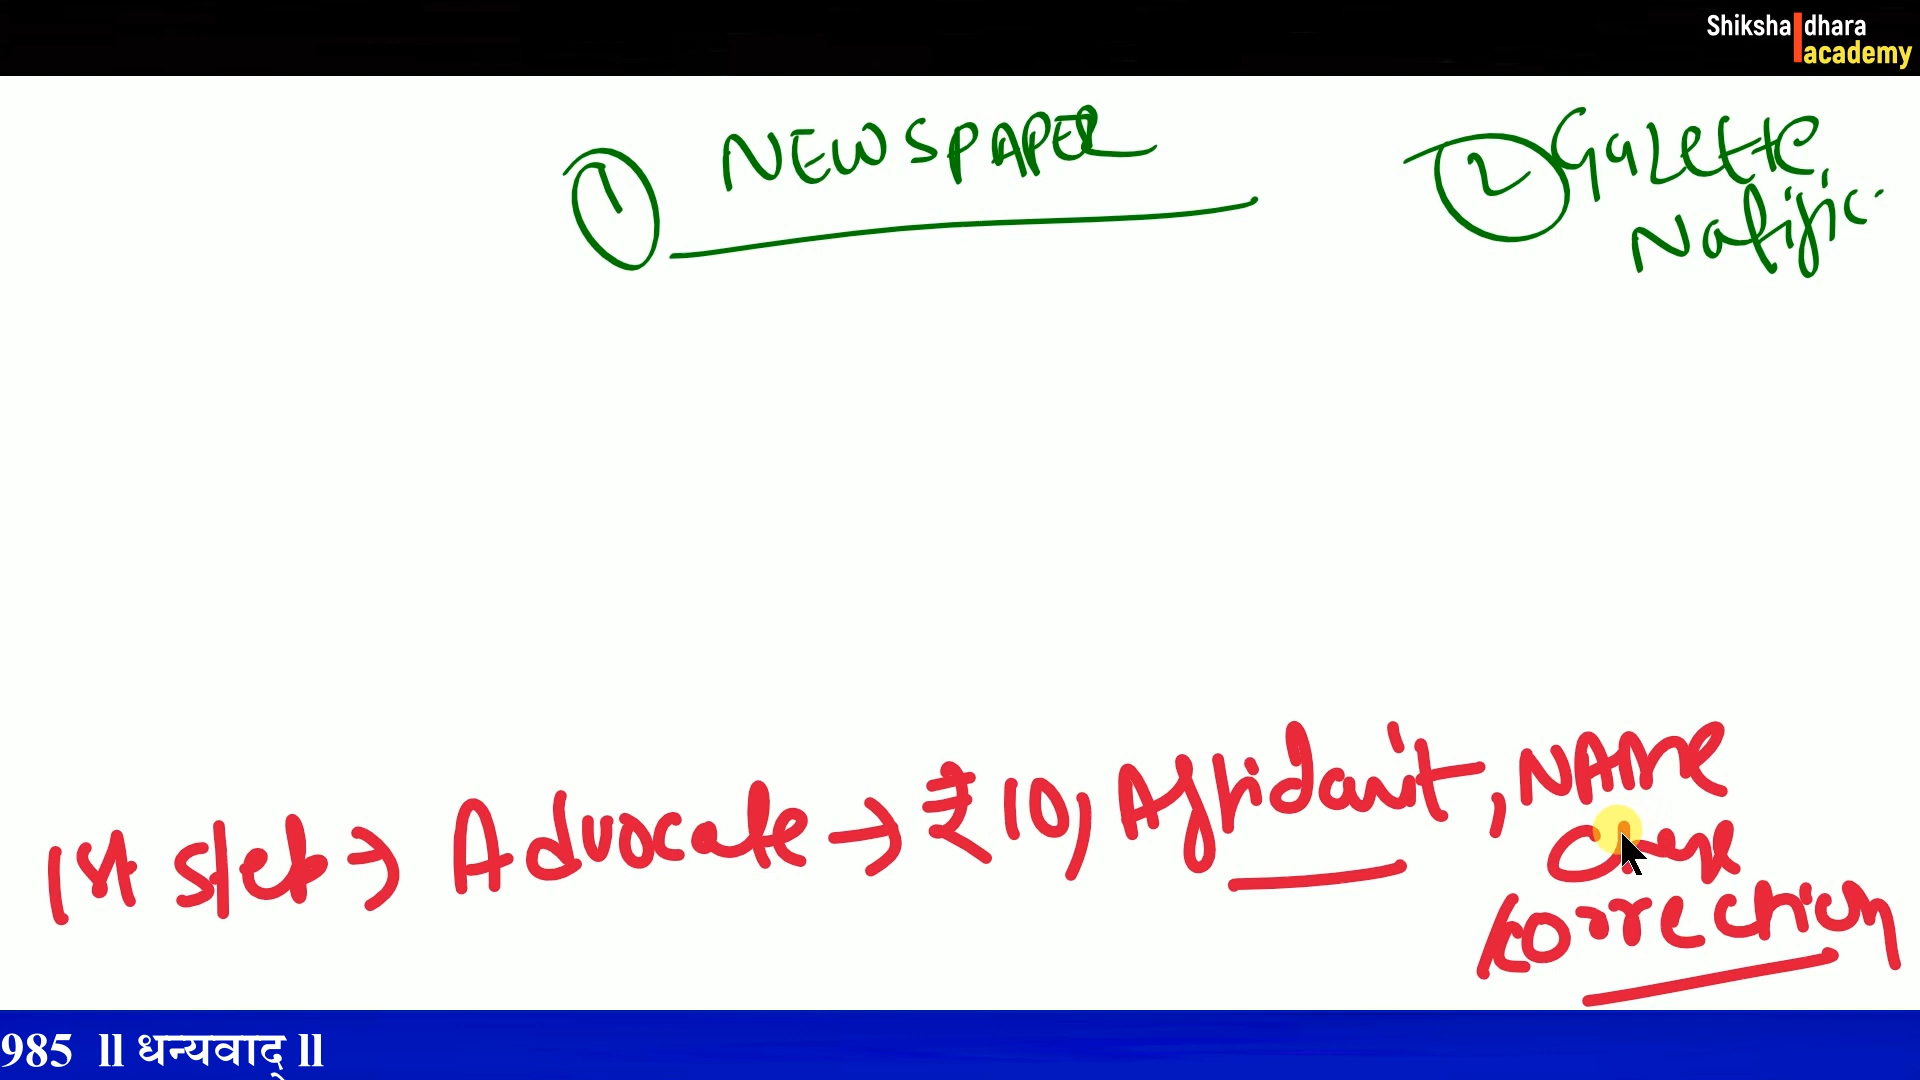 Shiksha dhara
academy
1 NEWSPAPER
2 Gazette
Notific.
1st step → Advocate → ₹10, Affidavit, NAME
correction
985 ll धन्यवाद् ll